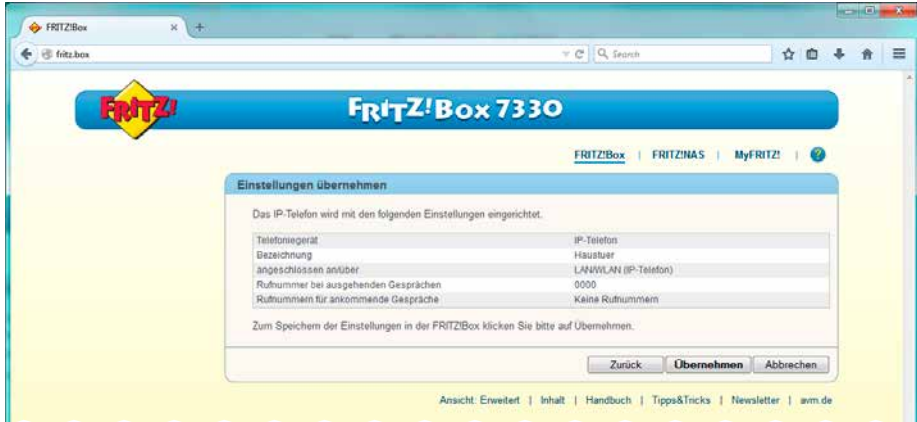 FRITZ!Box
fritz.box
Search
FRITZ!
FRITZ!Box 7330
FRITZ!Box | FRITZ!NAS | MyFRITZ! | ?
Einstellungen übernehmen
Das IP-Telefon wird mit den folgenden Einstellungen eingerichtet.
Telefoniegerät IP-Telefon
Bezeichnung Haustuer
angeschlossen an/über LAN/WLAN (IP-Telefon)
Rufnummer bei ausgehenden Gesprächen 0000
Rufnummern für ankommende Gespräche Keine Rufnummern
Zum Speichern der Einstellungen in der FRITZ!Box klicken Sie bitte auf Übernehmen.
Zurück Übernehmen Abbrechen
Ansicht: Erweitert | Inhalt | Handbuch | Tipps&Tricks | Newsletter | avm.de